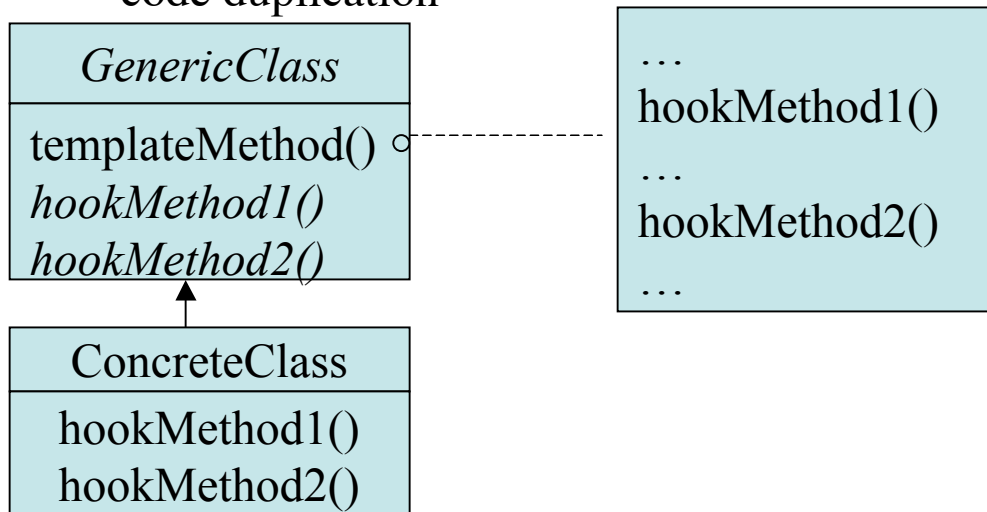 code duplication
GenericClass
templateMethod()
hookMethod1()
hookMethod2()
…
hookMethod1()
…
hookMethod2()
…
ConcreteClass
hookMethod1()
hookMethod2()